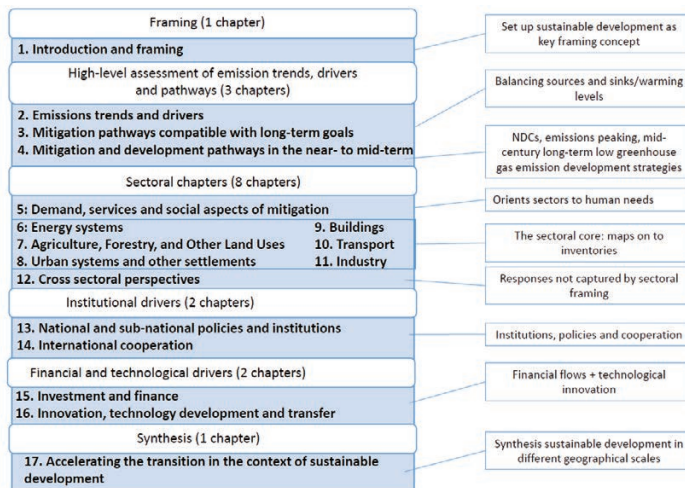 Framing (1 chapter)
1. Introduction and framing
High-level assessment of emission trends, drivers
and pathways (3 chapters)
2. Emissions trends and drivers
3. Mitigation pathways compatible with long-term goals
4. Mitigation and development pathways in the near- to mid-term
Sectoral chapters (8 chapters)
5: Demand, services and social aspects of mitigation
6: Energy systems
7. Agriculture, Forestry, and Other Land Uses
8. Urban systems and other settlements
9. Buildings
10. Transport
11. Industry
12. Cross sectoral perspectives
Institutional drivers (2 chapters)
13. National and sub-national policies and institutions
14. International cooperation
Financial and technological drivers (2 chapters)
15. Investment and finance
16. Innovation, technology development and transfer
Synthesis (1 chapter)
17. Accelerating the transition in the context of sustainable
development
Set up sustainable development as
key framing concept
Balancing sources and sinks/warming
levels
NDCs, emissions peaking, mid-
century long-term low greenhouse
gas emission development strategies
Orients sectors to human needs
The sectoral core: maps on to
inventories
Responses not captured by sectoral
framing
Institutions, policies and cooperation
Financial flows + technological
innovation
Synthesis sustainable development in
different geographical scales